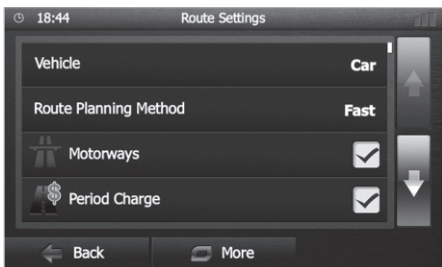 18:44 Route Settings
Vehicle Car
Route Planning Method Fast
Motorways
Period Charge
Back More